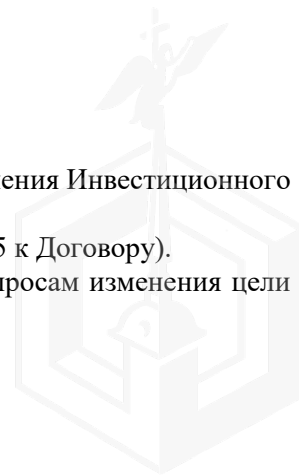 ения Инвестиционного
5 к Договору).
просам изменения цели